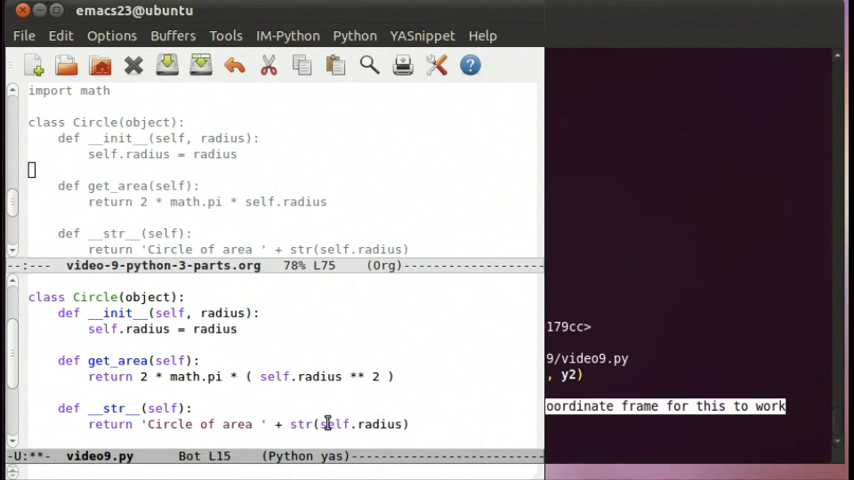 emacs23@ubuntu
File Edit Options Buffers Tools IM-Python Python YASnippet Help
import math
class Circle(object):
def __init__(self, radius):
self.radius = radius
def get_area(self):
return 2 * math.pi * self.radius
def __str__(self):
return 'Circle of area ' + str(self.radius)
--:--- video-9-python-3-parts.org 78% L75 (Org)----------------
class Circle(object):
def __init__(self, radius):
self.radius = radius
def get_area(self):
return 2 * math.pi * ( self.radius ** 2 )
def __str__(self):
return 'Circle of area ' + str(self.radius)
-U:**- video9.py Bot L15 (Python yas)--------------------
179cc>
9/video9.py
, y2)
oordinate frame for this to work